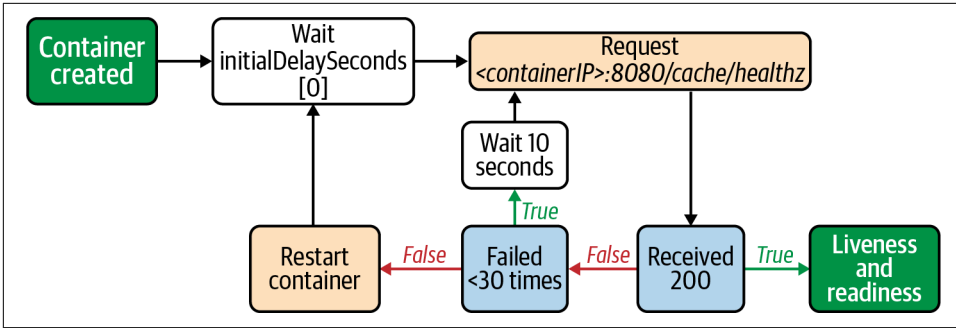 Container
created
Wait
initialDelaySeconds
[0]
Request
<containerIP>:8080/cache/healthz
Wait 10
seconds
True
Restart
container
False
Failed
<30 times
False
Received
200
True
Liveness
and
readiness